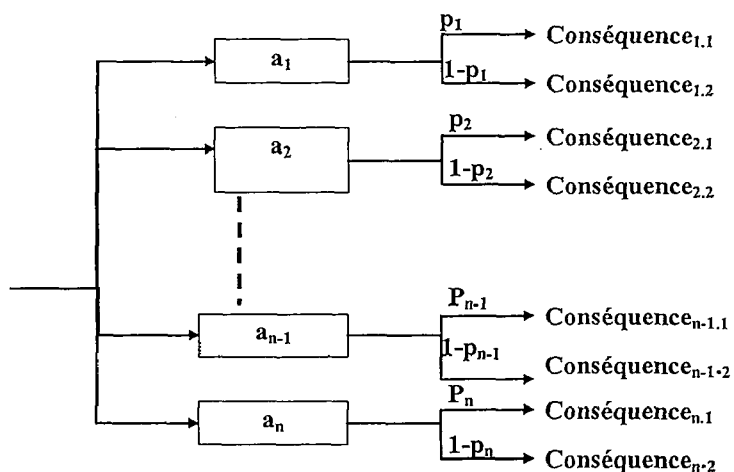 p₁
Conséquence₁.₁
a₁
1-p₁
Conséquence₁.₂
p₂
Conséquence₂.₁
a₂
1-p₂
Conséquence₂.₂
Pₙ₋₁
Conséquenceₙ₋₁.₁
aₙ₋₁
1-pₙ₋₁
Conséquenceₙ₋₁.₂
Pₙ
Conséquenceₙ.₁
aₙ
1-pₙ
Conséquenceₙ.₂